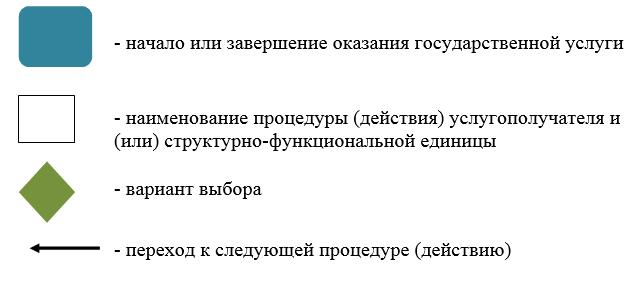 - начало или завершение оказания государственной услуги
- наименование процедуры (действия) услугополучателя и
(или) структурно-функциональной единицы
- вариант выбора
- переход к следующей процедуре (действию)